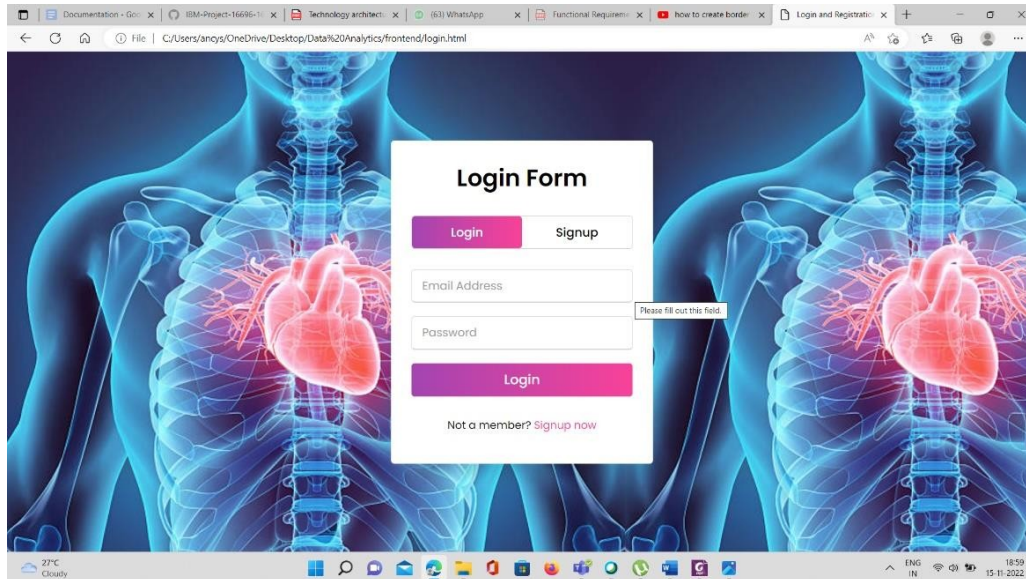 Documentation - Goo
IBM-Project-16696-16
Technology architectu
(63) WhatsApp
Functional Requireme
how to create border
Login and Registration
File
C:/Users/ancys/OneDrive/Desktop/Data%20Analytics/frontend/login.html
Login Form
Login
Signup
Email Address
Please fill out this field.
Password
Login
Not a member? Signup now
27°C
Cloudy
ENG
IN
18:59
15-11-2022